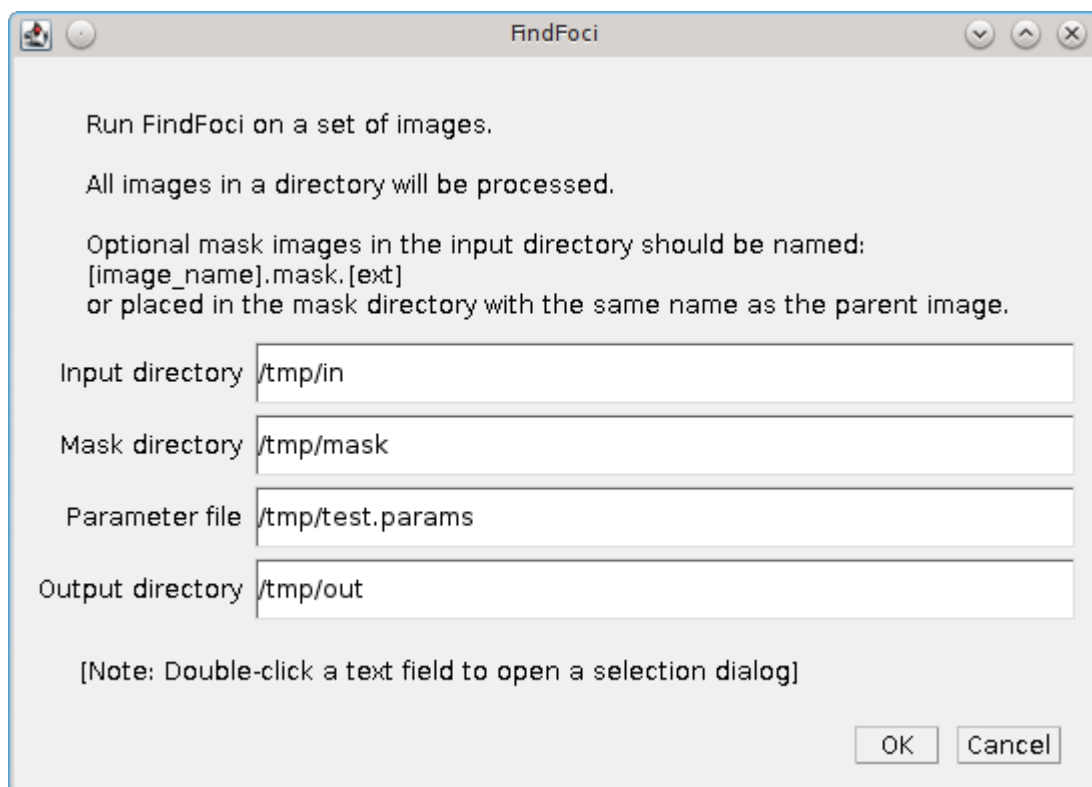 FindFoci
Run FindFoci on a set of images.
All images in a directory will be processed.
Optional mask images in the input directory should be named:
[image_name].mask.[ext]
or placed in the mask directory with the same name as the parent image.
Input directory /tmp/in
Mask directory /tmp/mask
Parameter file /tmp/test.params
Output directory /tmp/out
[Note: Double-click a text field to open a selection dialog]
OK Cancel